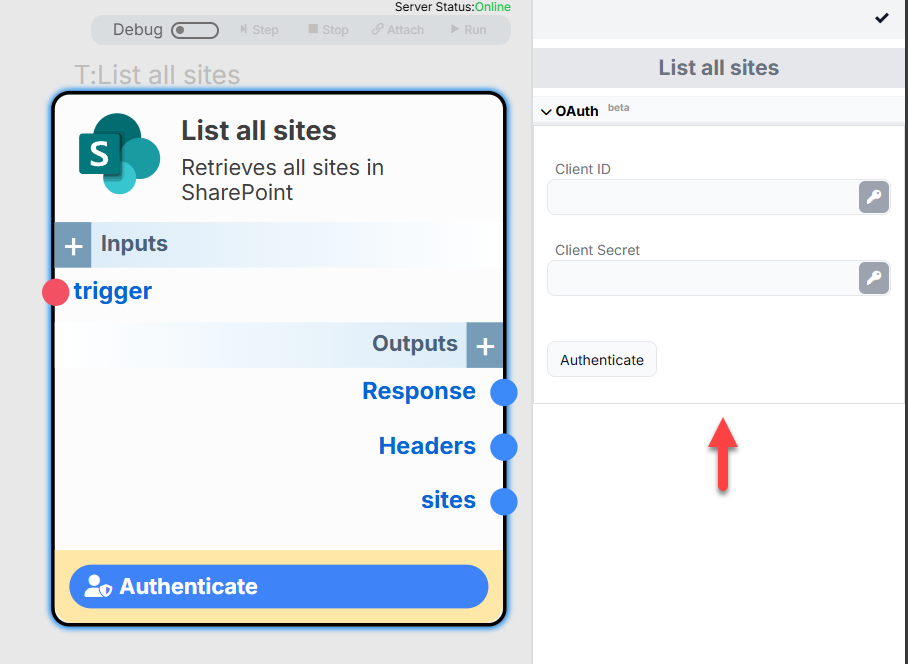 Server Status:Online
Debug
Step
Stop
Attach
Run
T:List all sites
S
List all sites
Retrieves all sites in
SharePoint
+ Inputs
trigger
Outputs +
Response
Headers
sites
Authenticate
List all sites
OAuth beta
Client ID
Client Secret
Authenticate